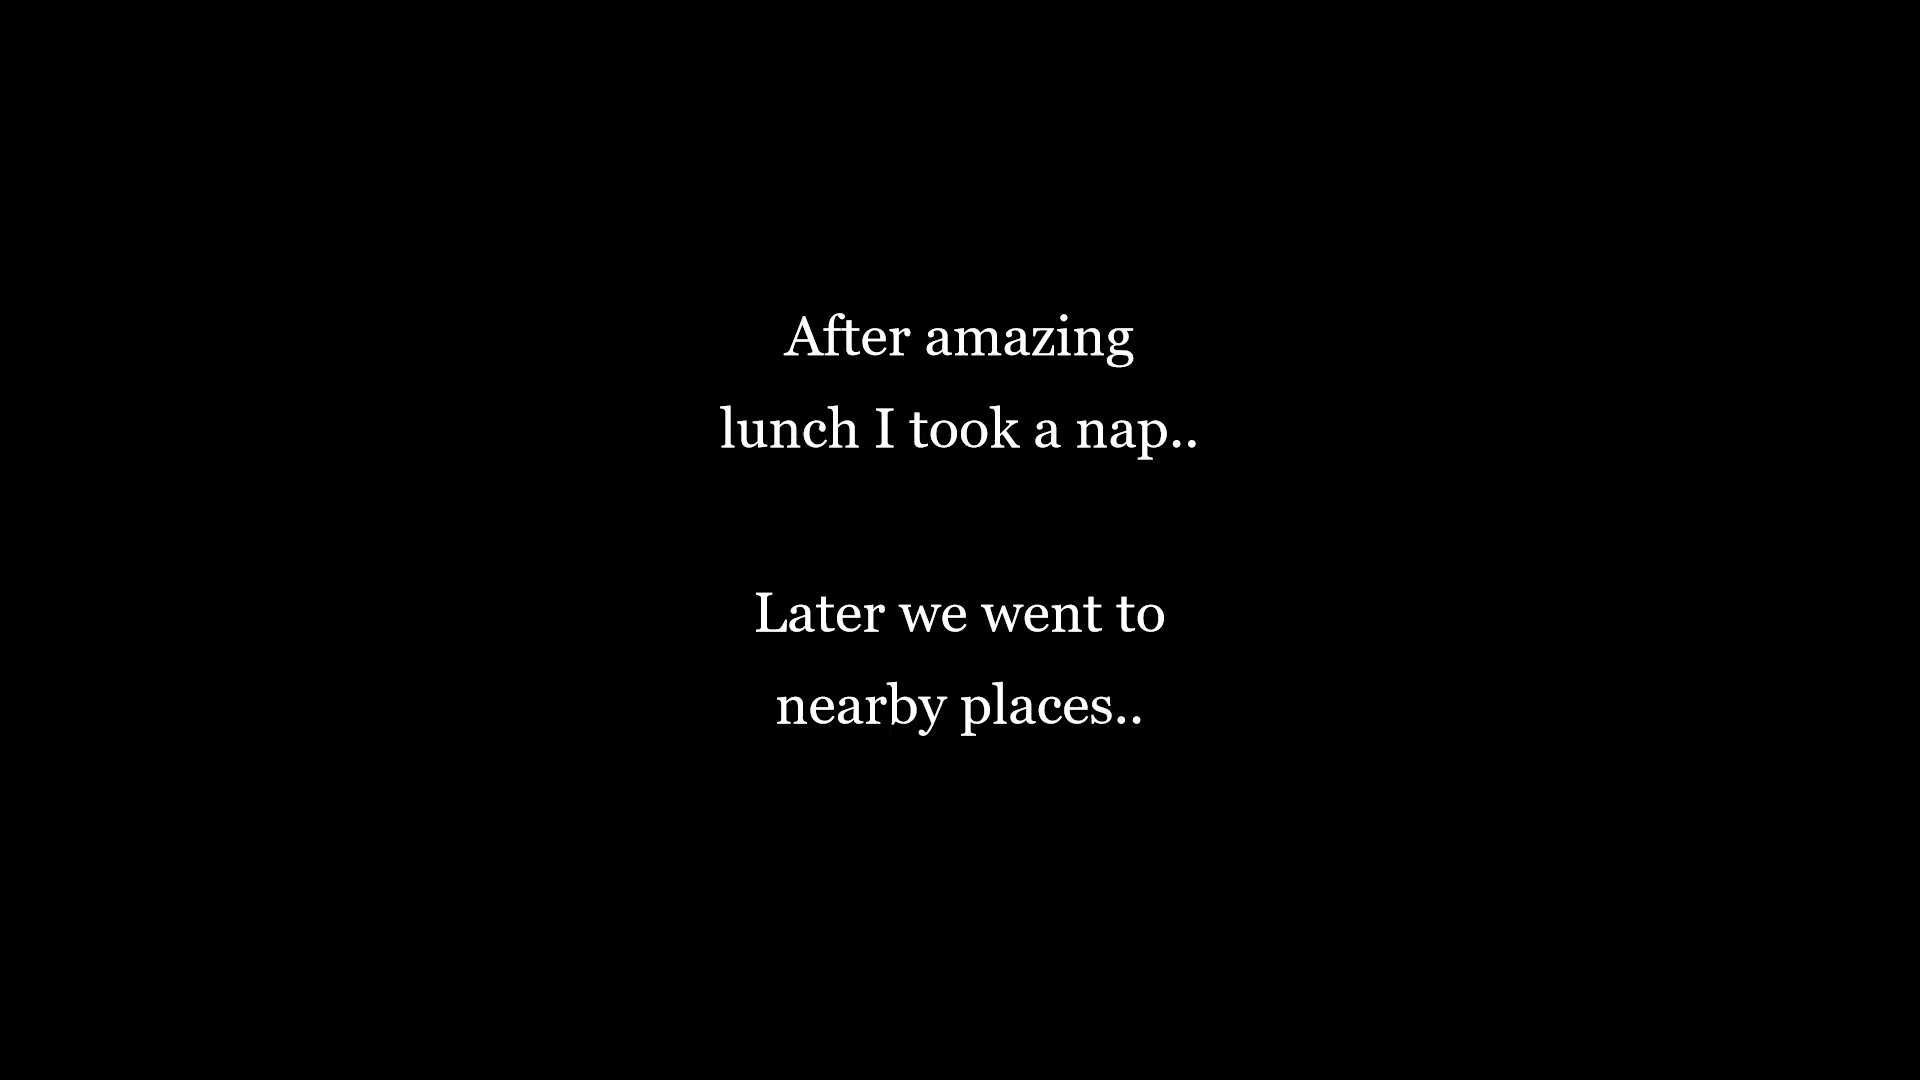 After amazing
lunch I took a nap..
Later we went to
nearby places..